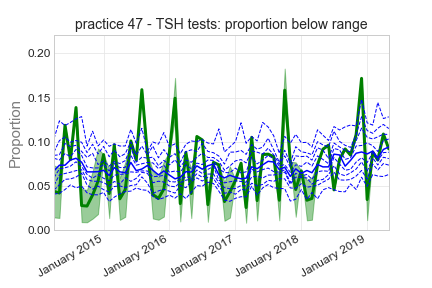 practice 47 - TSH tests: proportion below range
Proportion
0.20
0.15
0.10
0.05
0.00
January 2015
January 2016
January 2017
January 2018
January 2019